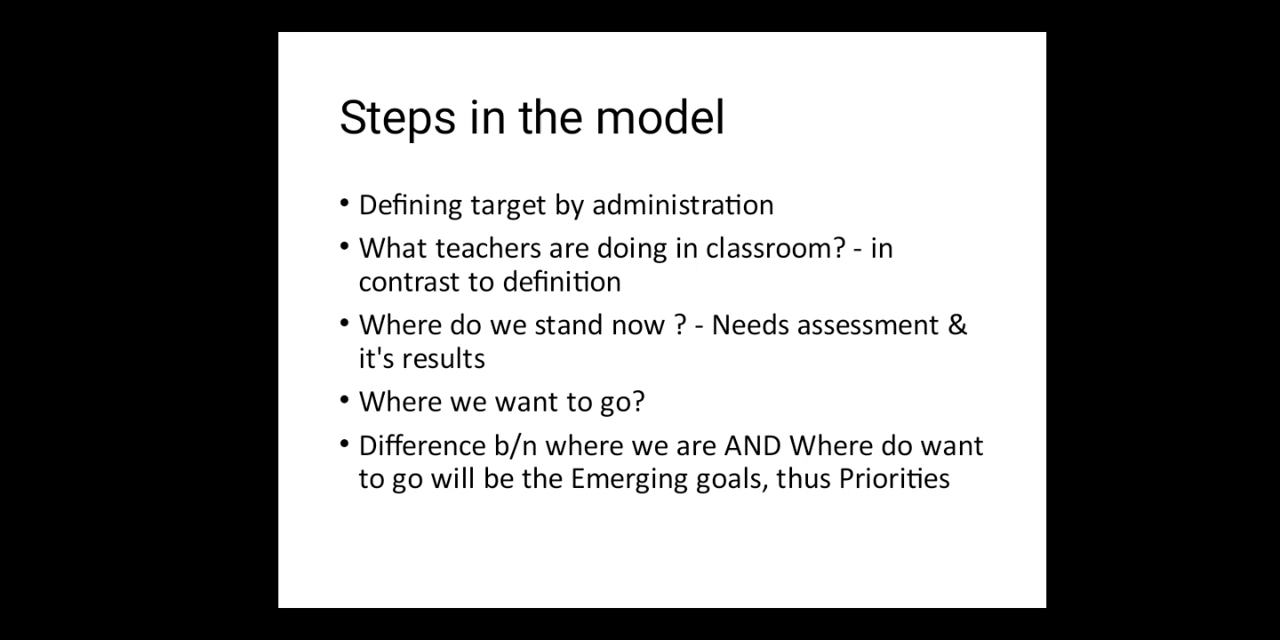 Steps in the model
• Defining target by administration
• What teachers are doing in classroom? - in
contrast to definition
• Where do we stand now ? - Needs assessment &
it's results
• Where we want to go?
• Difference b/n where we are AND Where do want
to go will be the Emerging goals, thus Priorities